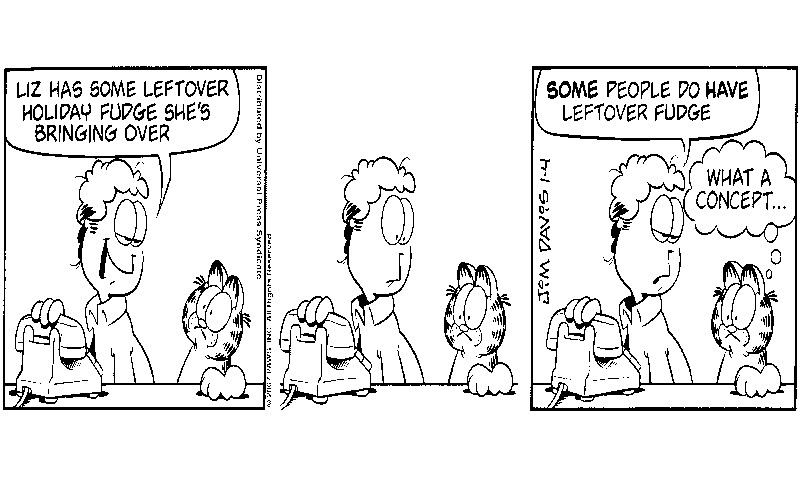 LIZ HAS SOME LEFTOVER
HOLIDAY FUDGE SHE'S
BRINGING OVER
Distributed by Universal Press Syndicate
SOME PEOPLE DO HAVE
LEFTOVER FUDGE
WHAT A
CONCEPT...
JIM DAVIS 1-4